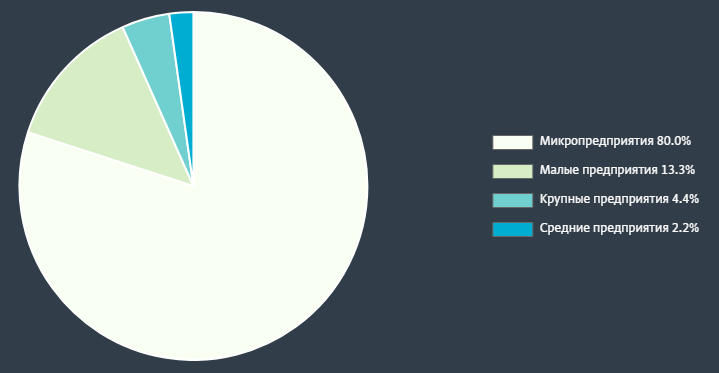 Микропредприятия 80.0%
Малые предприятия 13.3%
Крупные предприятия 4.4%
Средние предприятия 2.2%